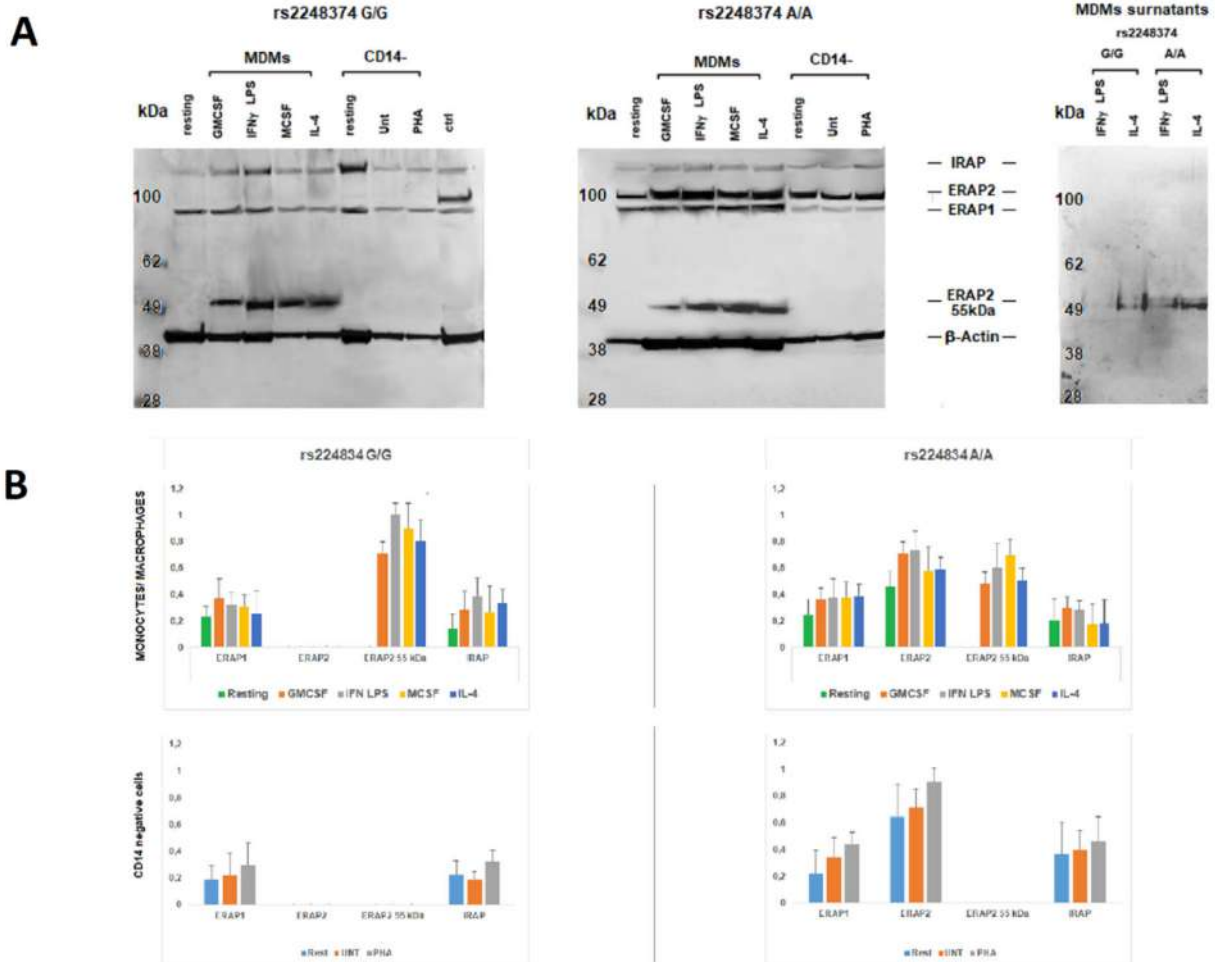 A
rs2248374 G/G
MDMs
CD14-
kDa
resting
GMCSF
IFNγ LPS
MCSF
IL-4
resting
Unt
PHA
ctrl
100
62
49
38
28
rs2248374 A/A
MDMs
CD14-
kDa
resting
GMCSF
IFNγ LPS
MCSF
IL-4
resting
Unt
PHA
100
62
49
38
28
— IRAP —
— ERAP2 —
— ERAP1 —
— ERAP2 —
55kDa
— β-Actin —
MDMs surnatants
rs2248374
G/G
A/A
kDa
IFNγ LPS
IL-4
IFNγ LPS
IL-4
100
62
49
38
28
B
rs224834 G/G
MONOCYTES/ MACROPHAGES
1,2
1
0,8
0,6
0,4
0,2
0
ERAP1
ERAP2
ERAP2 55 kDa
IRAP
Resting GMCSF IFN LPS MCSF IL-4
rs224834 A/A
1,2
1
0,8
0,6
0,4
0,2
0
ERAP1
ERAP2
ERAP2 55 kDa
IRAP
Resting GMCSF IFN LPS MCSF IL-4
CD14 negative cells
1,2
1
0,8
0,6
0,4
0,2
0
ERAP1
ERAP2
ERAP2 55 kDa
IRAP
Rest UNT PHA
1,2
1
0,8
0,6
0,4
0,2
0
ERAP1
ERAP2
ERAP2 55 kDa
IRAP
Rest UNT PHA